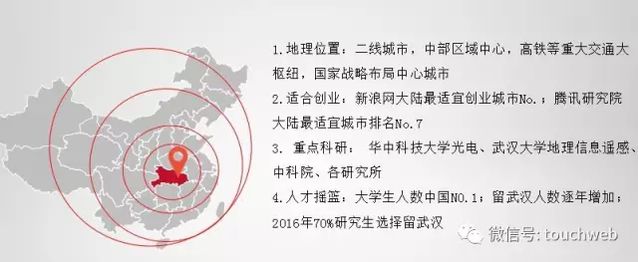 1.地理位置：二线城市，中部区域中心，高铁等重大交通大
枢纽，国家战略布局中心城市
2.适合创业：新浪网大陆最适宜创业城市No.；腾讯研究院
大陆最适宜城市排名No.7
3. 重点科研： 华中科技大学光电、武汉大学地理信息遥感、
中科院、各研究所
4.人才摇篮：大学生人数中国NO.1；留武汉人数逐年增加；
2016年70%研究生选择留武汉
微信号: touchweb